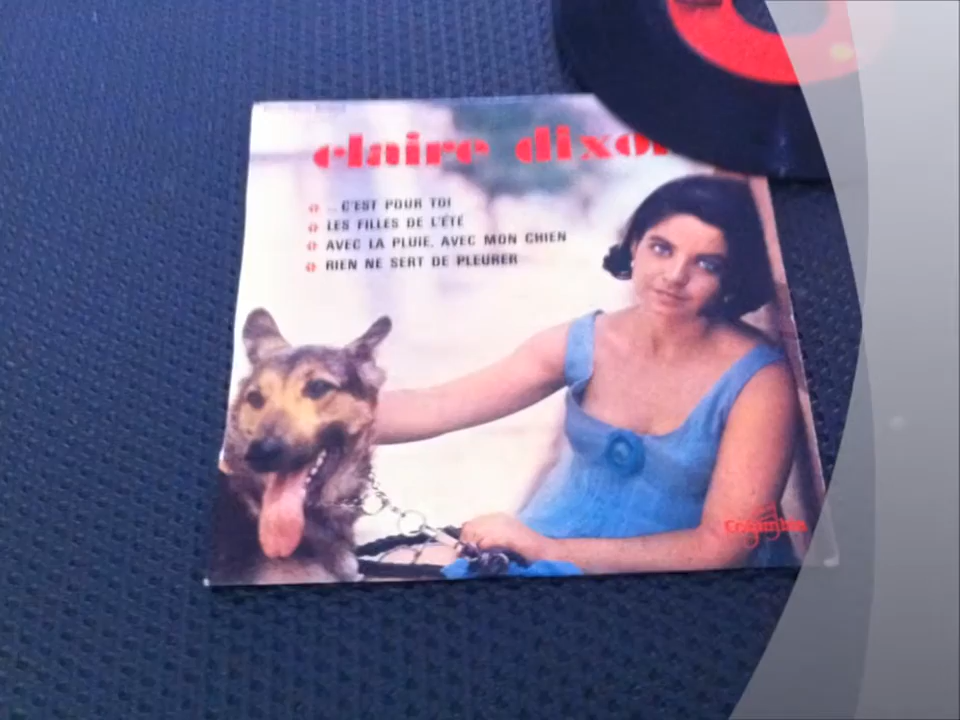 claire dixon
.. C'EST POUR TOI
LES FILLES DE L'ÉTÉ
AVEC LA PLUIE, AVEC MON CHIEN
RIEN NE SERT DE PLEURER
Columbia